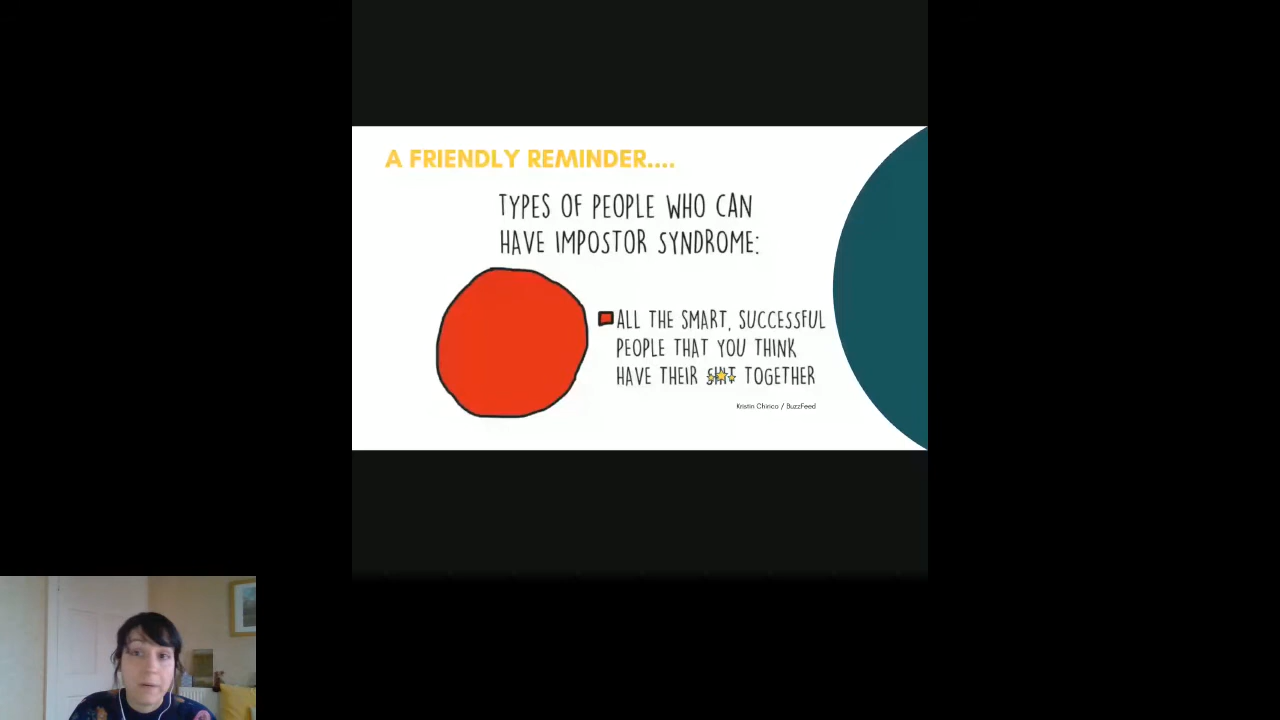 A FRIENDLY REMINDER....
TYPES OF PEOPLE WHO CAN
HAVE IMPOSTOR SYNDROME:
ALL THE SMART, SUCCESSFUL
PEOPLE THAT YOU THINK
HAVE THEIR TOGETHER
Kristin Chirico / BuzzFeed